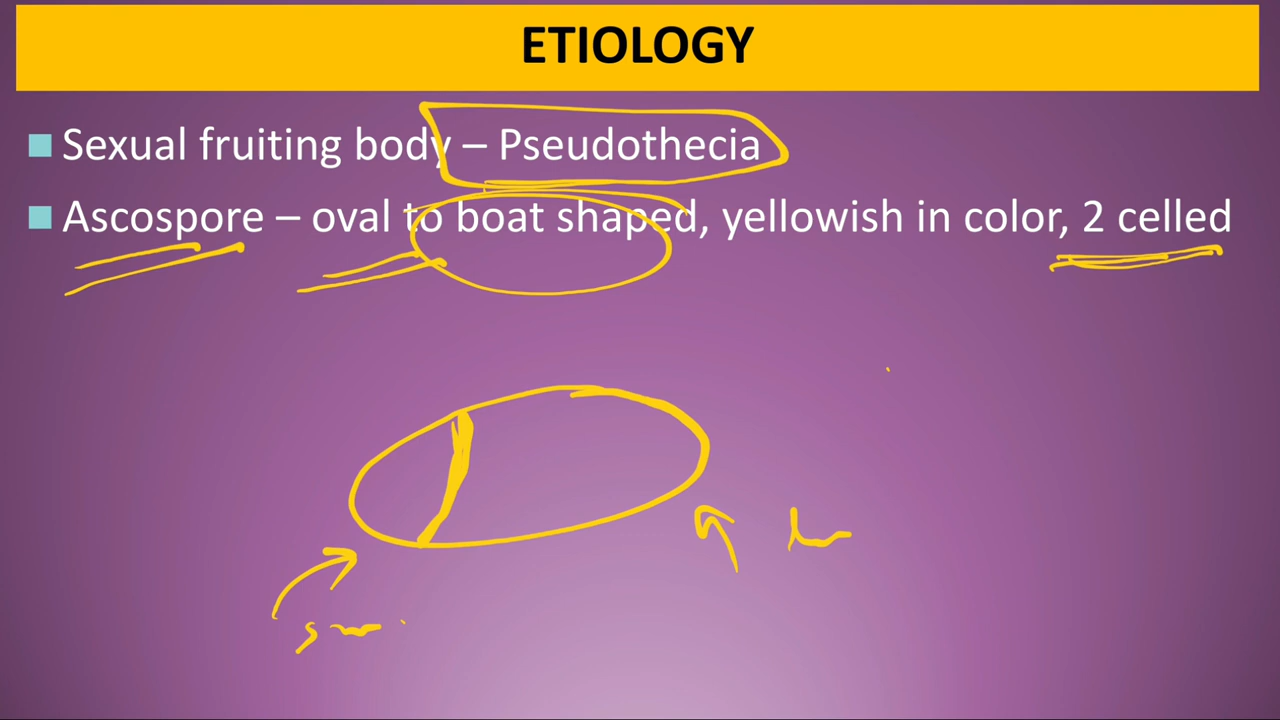 ETIOLOGY
Sexual fruiting body – Pseudothecia
Ascospore – oval to boat shaped, yellowish in color, 2 celled